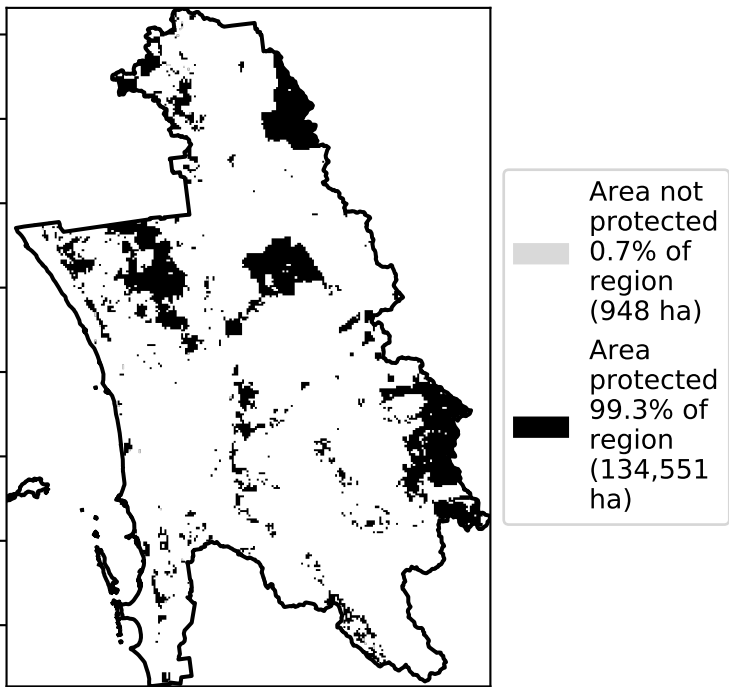 Area not
protected
0.7% of
region
(948 ha)
Area
protected
99.3% of
region
(134,551
ha)